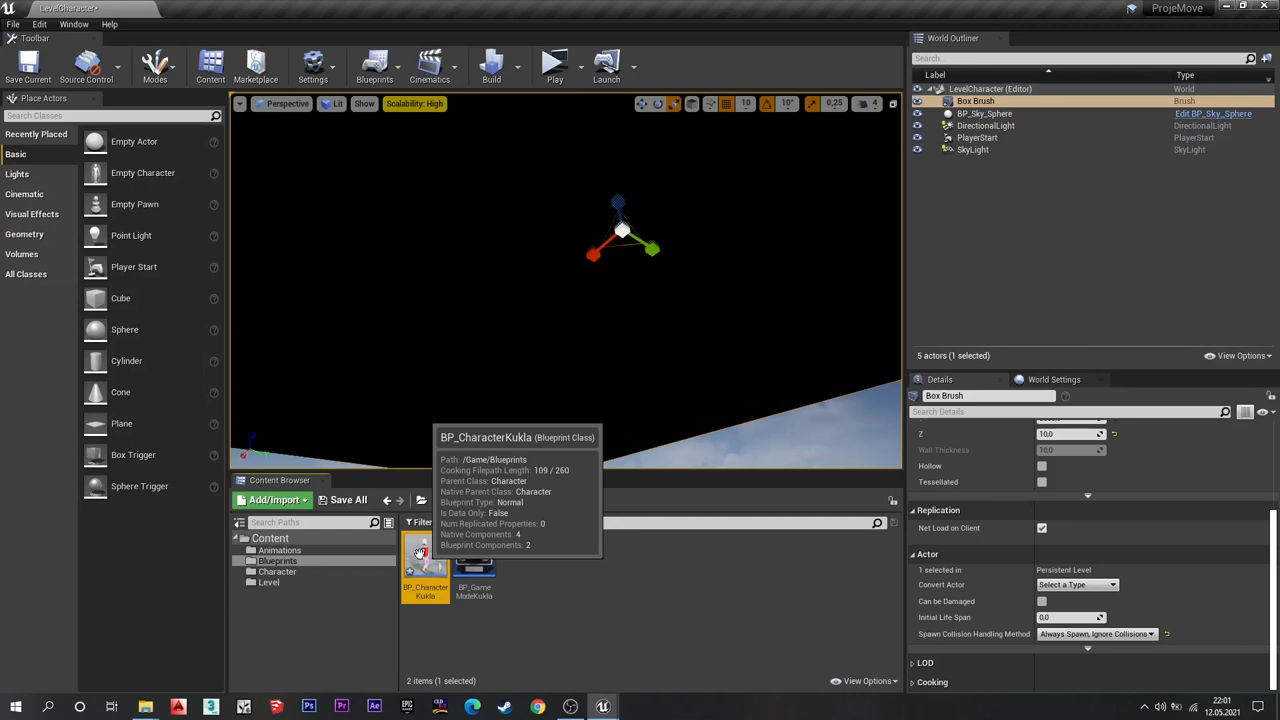 LevelCharacter*
ProjeMove
File Edit Window Help
Toolbar
World Outliner
Save Current
Source Control
Modes
Content
Marketplace
Settings
Blueprints
Cinematics
Build
Play
Launch
Search...
Label
Type
Place Actors
Search Classes
Recently Placed
Basic
Lights
Cinematic
Visual Effects
Geometry
Volumes
All Classes
Empty Actor
Empty Character
Empty Pawn
Point Light
Player Start
Cube
Sphere
Cylinder
Cone
Plane
Box Trigger
Sphere Trigger
Perspective
Lit
Show
Scalability: High
10
10°
0,25
4
LevelCharacter (Editor) World
Box Brush Brush
BP_Sky_Sphere Edit BP_Sky_Sphere
DirectionalLight DirectionalLight
PlayerStart PlayerStart
SkyLight SkyLight
5 actors (1 selected)
View Options
Details
World Settings
Box Brush
Search Details
Z 10,0
Wall Thickness 10,0
Hollow
Tessellated
Replication
Net Load on Client
Actor
1 selected in Persistent Level
Convert Actor Select a Type
Can be Damaged
Initial Life Span 0,0
Spawn Collision Handling Method Always Spawn, Ignore Collisions
LOD
Cooking
Content Browser
Add/Import
Save All
Search Paths
Filter
Content
Animations
Blueprints
Character
Level
BP_CharacterKukla (Blueprint Class)
Path: /Game/Blueprints
Cooking Filepath Length: 109 / 260
Parent Class: Character
Native Parent Class: Character
Blueprint Type: Normal
Is Data Only: False
Num Replicated Properties: 0
Native Components: 4
Blueprint Components: 2
BP_Character
Kukla
BP_Game
ModeKukla
2 items (1 selected)
View Options
22:01
12.05.2021